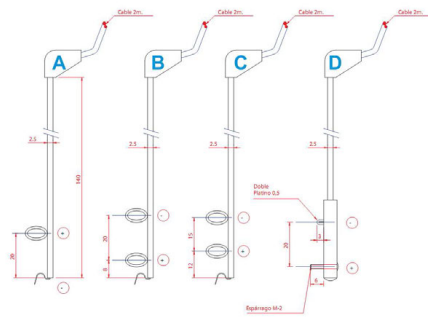 Cable 2m.
Cable 2m.
Cable 2m.
Cable 2m.
A
B
C
D
2.5
140
2.5
2.5
2.5
Doble
Platino 0,5
30
+
-
20
8
-
+
15
12
-
+
3
20
6
-
+
Espárrago M-2